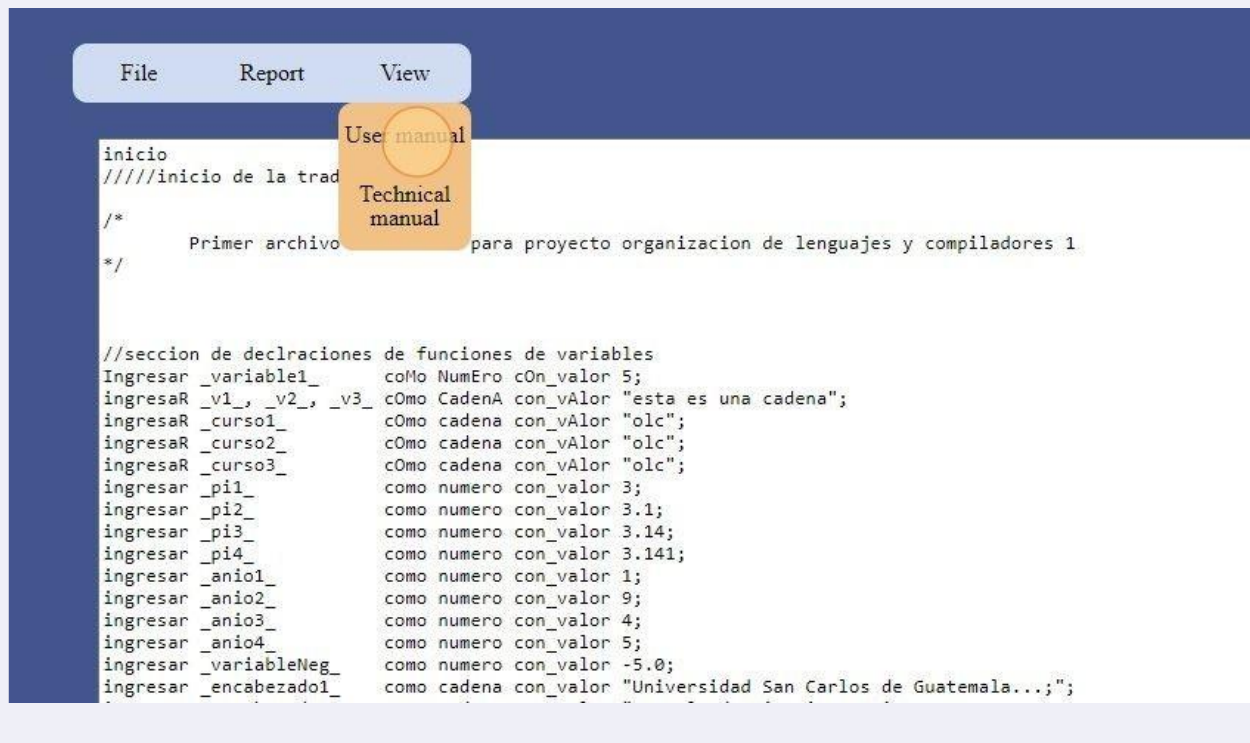 File Report View
User manual
Technical
manual
inicio
/////inicio de la trad
/*
Primer archivo para proyecto organizacion de lenguajes y compiladores 1
*/
//seccion de declraciones de funciones de variables
Ingresar _variable1_ coMo NumEro cOn_valor 5;
ingresaR _v1_, _v2_, _v3_ cOmo CadenA con_vAlor "esta es una cadena";
ingresaR _curso1_ cOmo cadena con_vAlor "olc";
ingresaR _curso2_ cOmo cadena con_vAlor "olc";
ingresaR _curso3_ cOmo cadena con_vAlor "olc";
ingresar _pi1_ como numero con_valor 3;
ingresar _pi2_ como numero con_valor 3.1;
ingresar _pi3_ como numero con_valor 3.14;
ingresar _pi4_ como numero con_valor 3.141;
ingresar _anio1_ como numero con_valor 1;
ingresar _anio2_ como numero con_valor 9;
ingresar _anio3_ como numero con_valor 4;
ingresar _anio4_ como numero con_valor 5;
ingresar _variableNeg_ como numero con_valor -5.0;
ingresar _encabezado1_ como cadena con_valor "Universidad San Carlos de Guatemala...;";